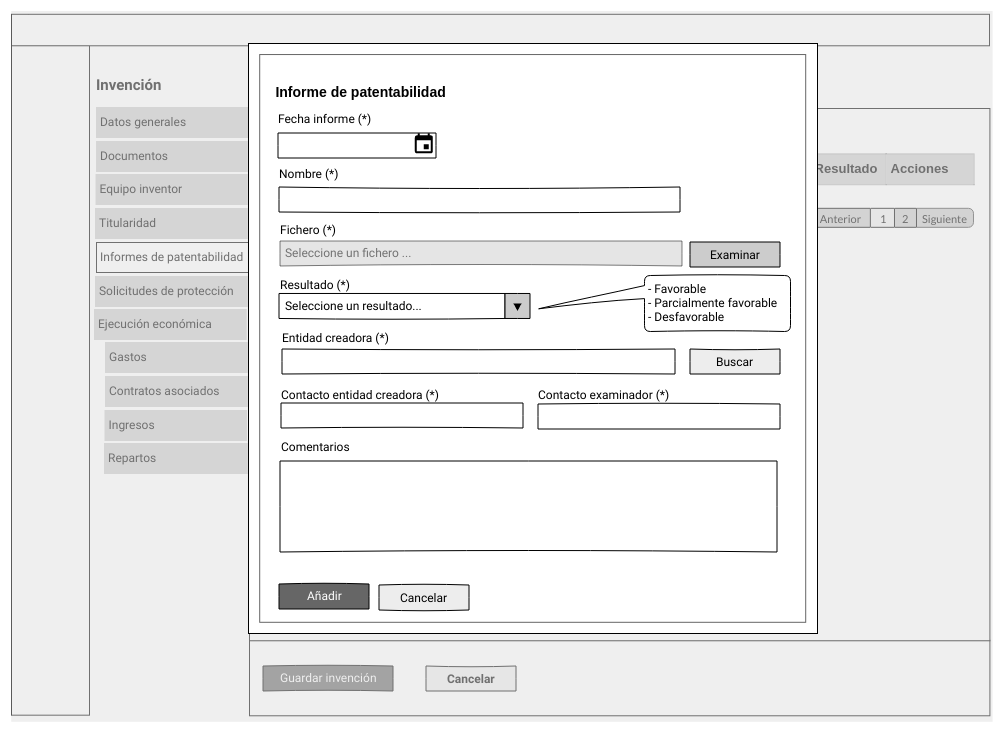 Invención
Datos generales
Documentos
Equipo inventor
Titularidad
Informes de patentabilidad
Solicitudes de protección
Ejecución económica
Gastos
Contratos asociados
Ingresos
Repartos
Informe de patentabilidad
Fecha informe (*)
Nombre (*)
Fichero (*)
Seleccione un fichero ...
Examinar
Resultado (*)
Seleccione un resultado...
- Favorable
- Parcialmente favorable
- Desfavorable
Entidad creadora (*)
Buscar
Contacto entidad creadora (*)
Contacto examinador (*)
Comentarios
Añadir
Cancelar
Resultado
Acciones
Anterior
1
2
Siguiente
Guardar invención
Cancelar